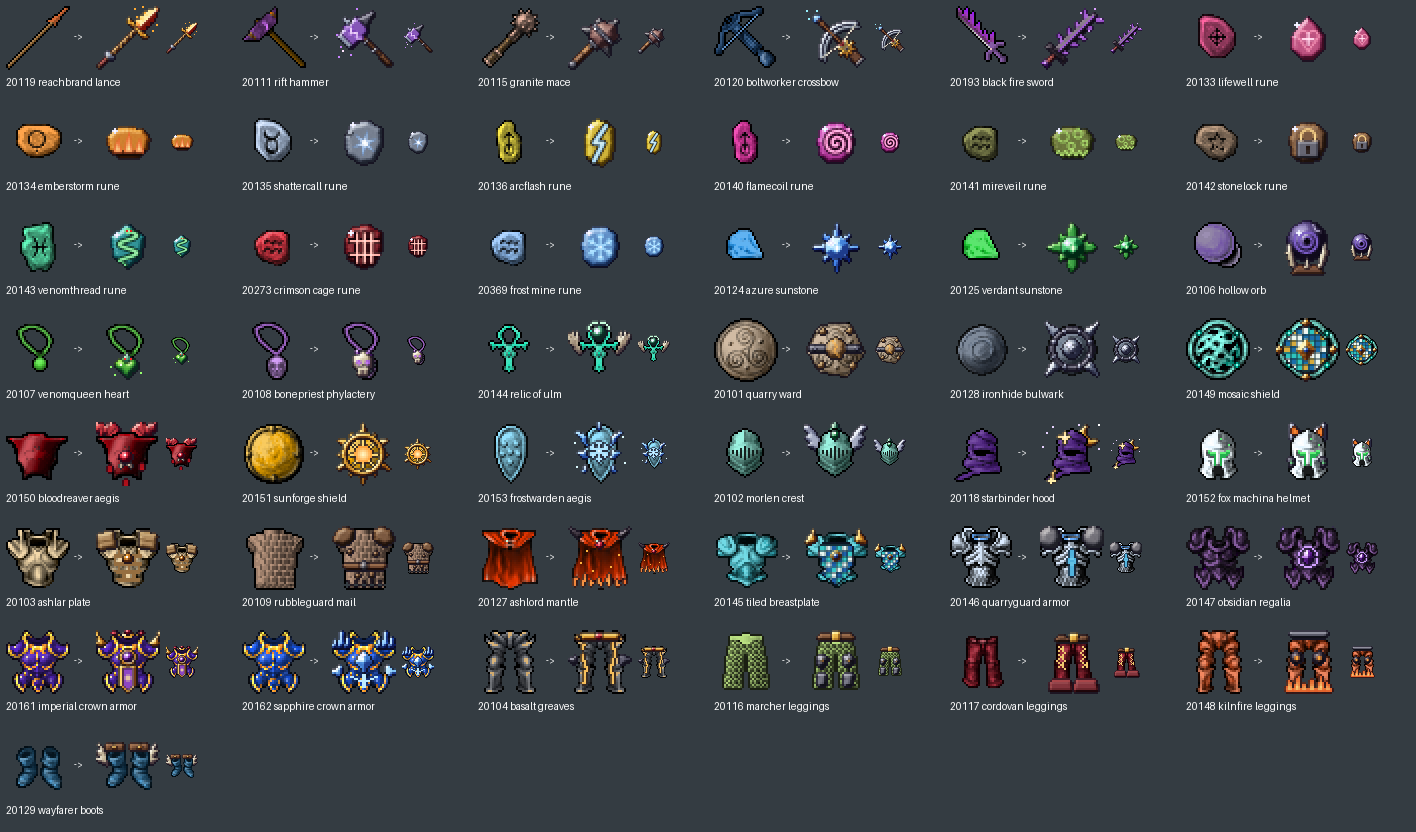 -> -> -> -> -> ->
20119 reachbrand lance 20111 rift hammer 20115 granite mace 20120 boltworker crossbow 20193 black fire sword 20133 lifewell rune
-> -> -> -> -> ->
20134 emberstorm rune 20135 shattercall rune 20136 arcflash rune 20140 flamecoil rune 20141 mireveil rune 20142 stonelock rune
-> -> -> -> -> ->
20143 venomthread rune 20273 crimson cage rune 20369 frost mine rune 20124 azure sunstone 20125 verdant sunstone 20106 hollow orb
-> -> -> -> -> ->
20107 venomqueen heart 20108 bonepriest phylactery 20144 relic of ulm 20101 quarry ward 20128 ironhide bulwark 20149 mosaic shield
-> -> -> -> -> ->
20150 bloodreaver aegis 20151 sunforge shield 20153 frostwarden aegis 20102 morlen crest 20118 starbinder hood 20152 fox machina helmet
-> -> -> -> -> ->
20103 ashlar plate 20109 rubbleguard mail 20127 ashlord mantle 20145 tiled breastplate 20146 quarryguard armor 20147 obsidian regalia
-> -> -> -> -> ->
20161 imperial crown armor 20162 sapphire crown armor 20104 basalt greaves 20116 marcher leggings 20117 cordovan leggings 20148 kilnfire leggings
->
20129 wayfarer boots